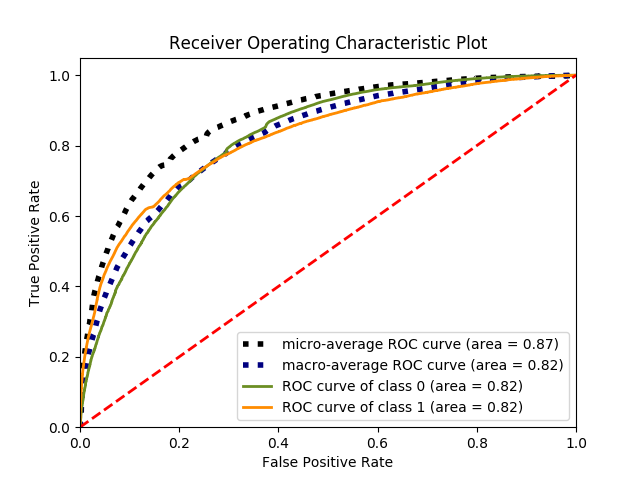 Receiver Operating Characteristic Plot
1.0
0.8
0.6
0.4
0.2
0.0
True Positive Rate
micro-average ROC curve (area = 0.87)
macro-average ROC curve (area = 0.82)
ROC curve of class 0 (area = 0.82)
ROC curve of class 1 (area = 0.82)
0.0 0.2 0.4 0.6 0.8 1.0
False Positive Rate